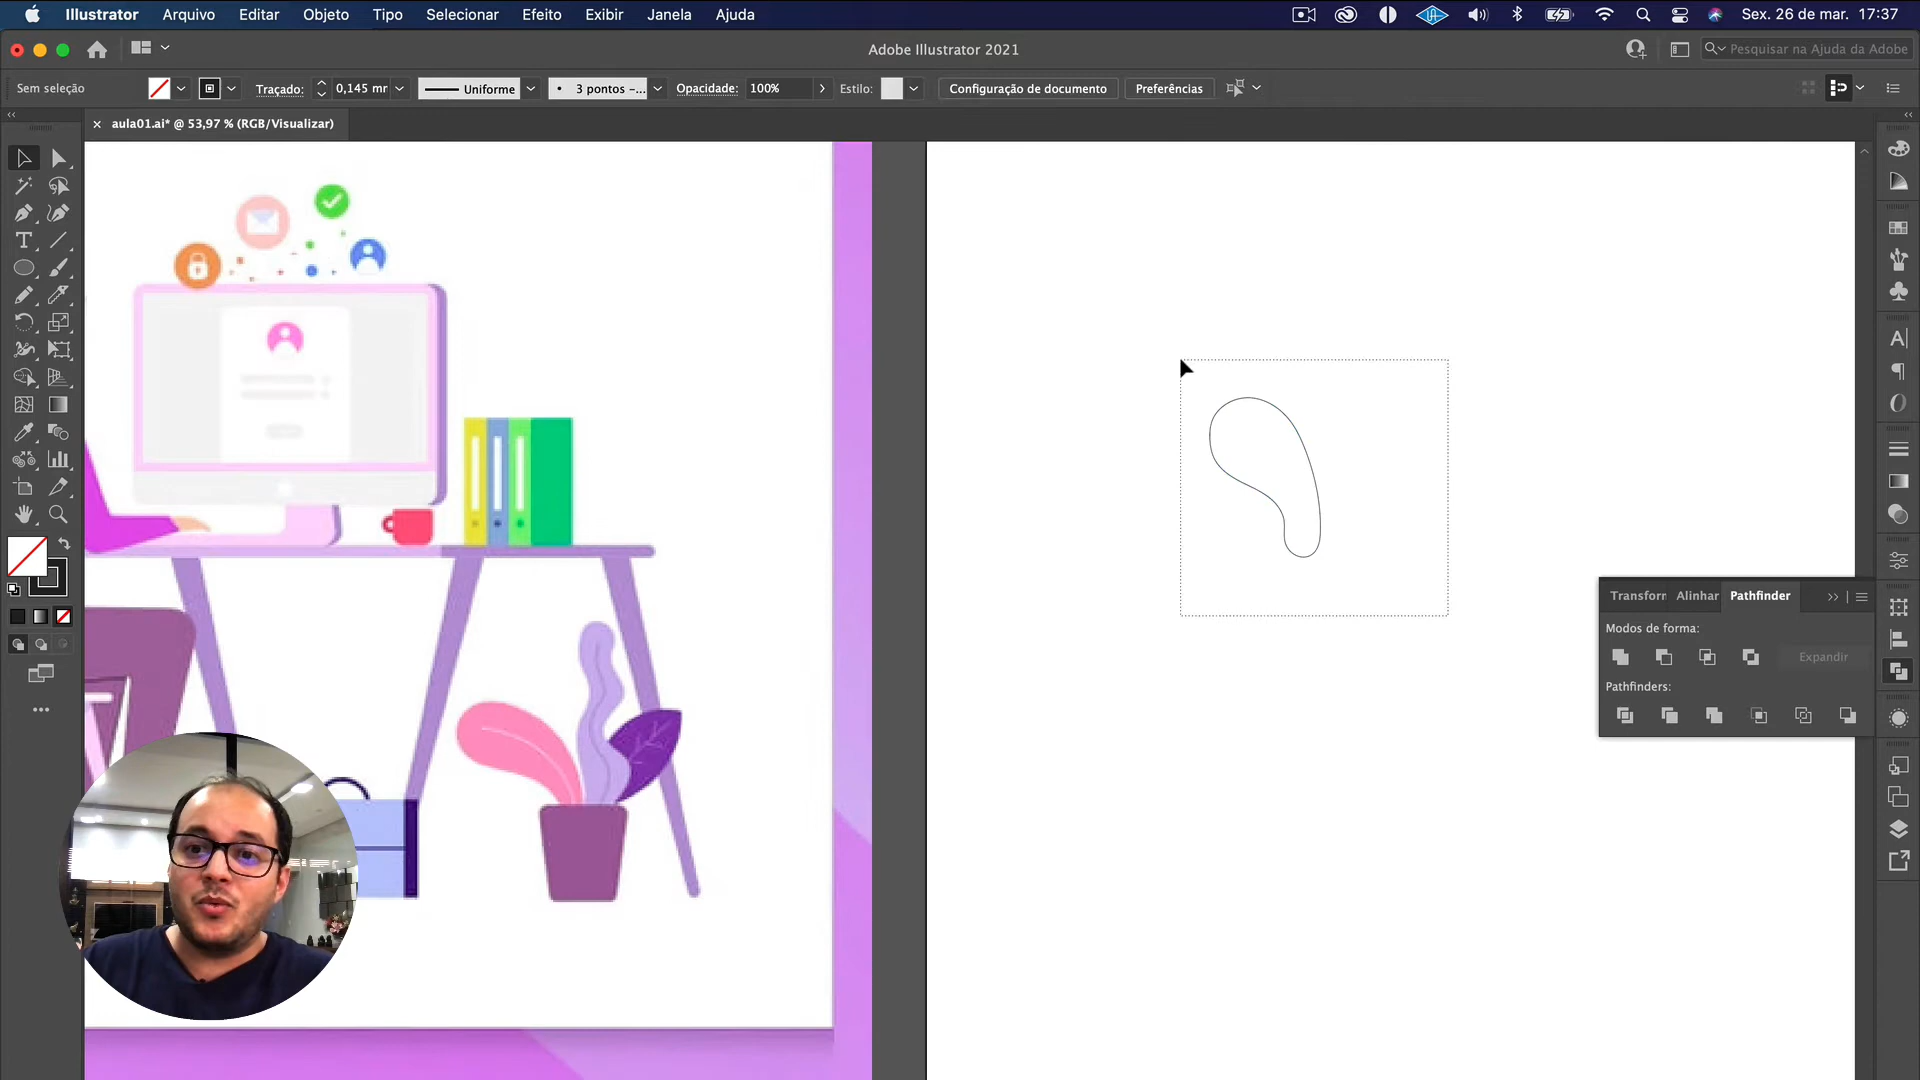 Illustrator Arquivo Editar Objeto Tipo Selecionar Efeito Exibir Janela Ajuda Sex. 26 de mar. 17:37
Adobe Illustrator 2021
Pesquisar na Ajuda da Adobe
Sem seleção Traçado: 0,145 mr Uniforme 3 pontos –... Opacidade: 100% Estilo: Configuração de documento Preferências
aula01.ai* @ 53,97 % (RGB/Visualizar)
Transform Alinhar Pathfinder
Modos de forma:
Expandir
Pathfinders: